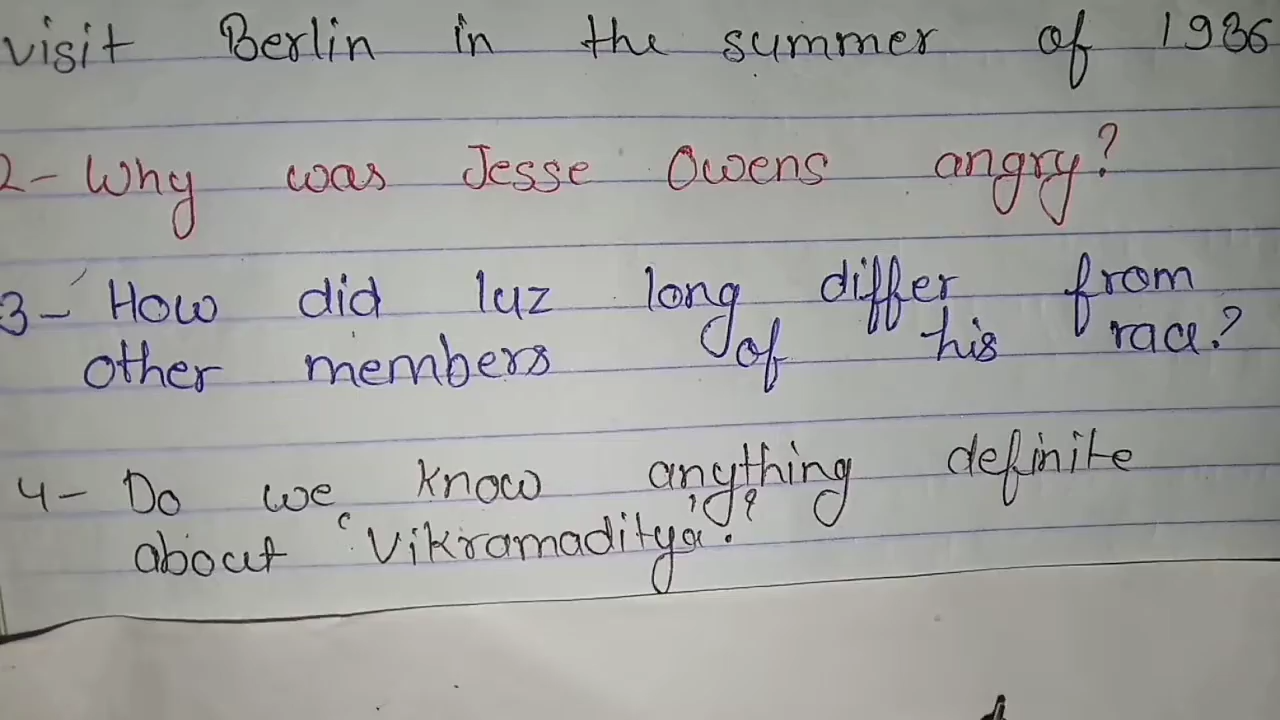 visit Berlin in the summer of 1936
2- Why was Jesse Owens angry?
3- How did luz long differ from
other members of his race?
4- Do we know anything definite
about 'Vikramaditya'?